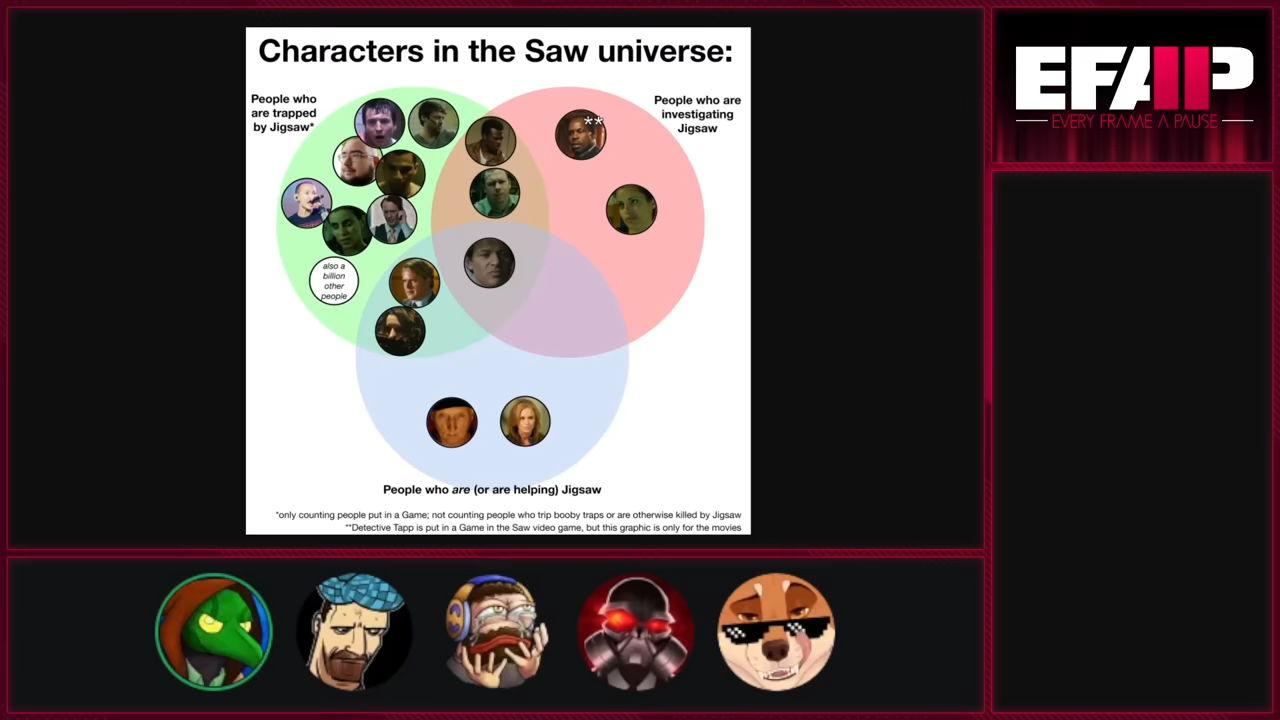 Characters in the Saw universe:
People who
are trapped
by Jigsaw*
People who are
investigating
Jigsaw
**
also a
billion
other
people
People who are (or are helping) Jigsaw
*only counting people put in a Game; not counting people who trip booby traps or are otherwise killed by Jigsaw
**Detective Tapp is put in a Game in the Saw video game, but this graphic is only for the movies
EFAP
EVERY FRAME A PAUSE